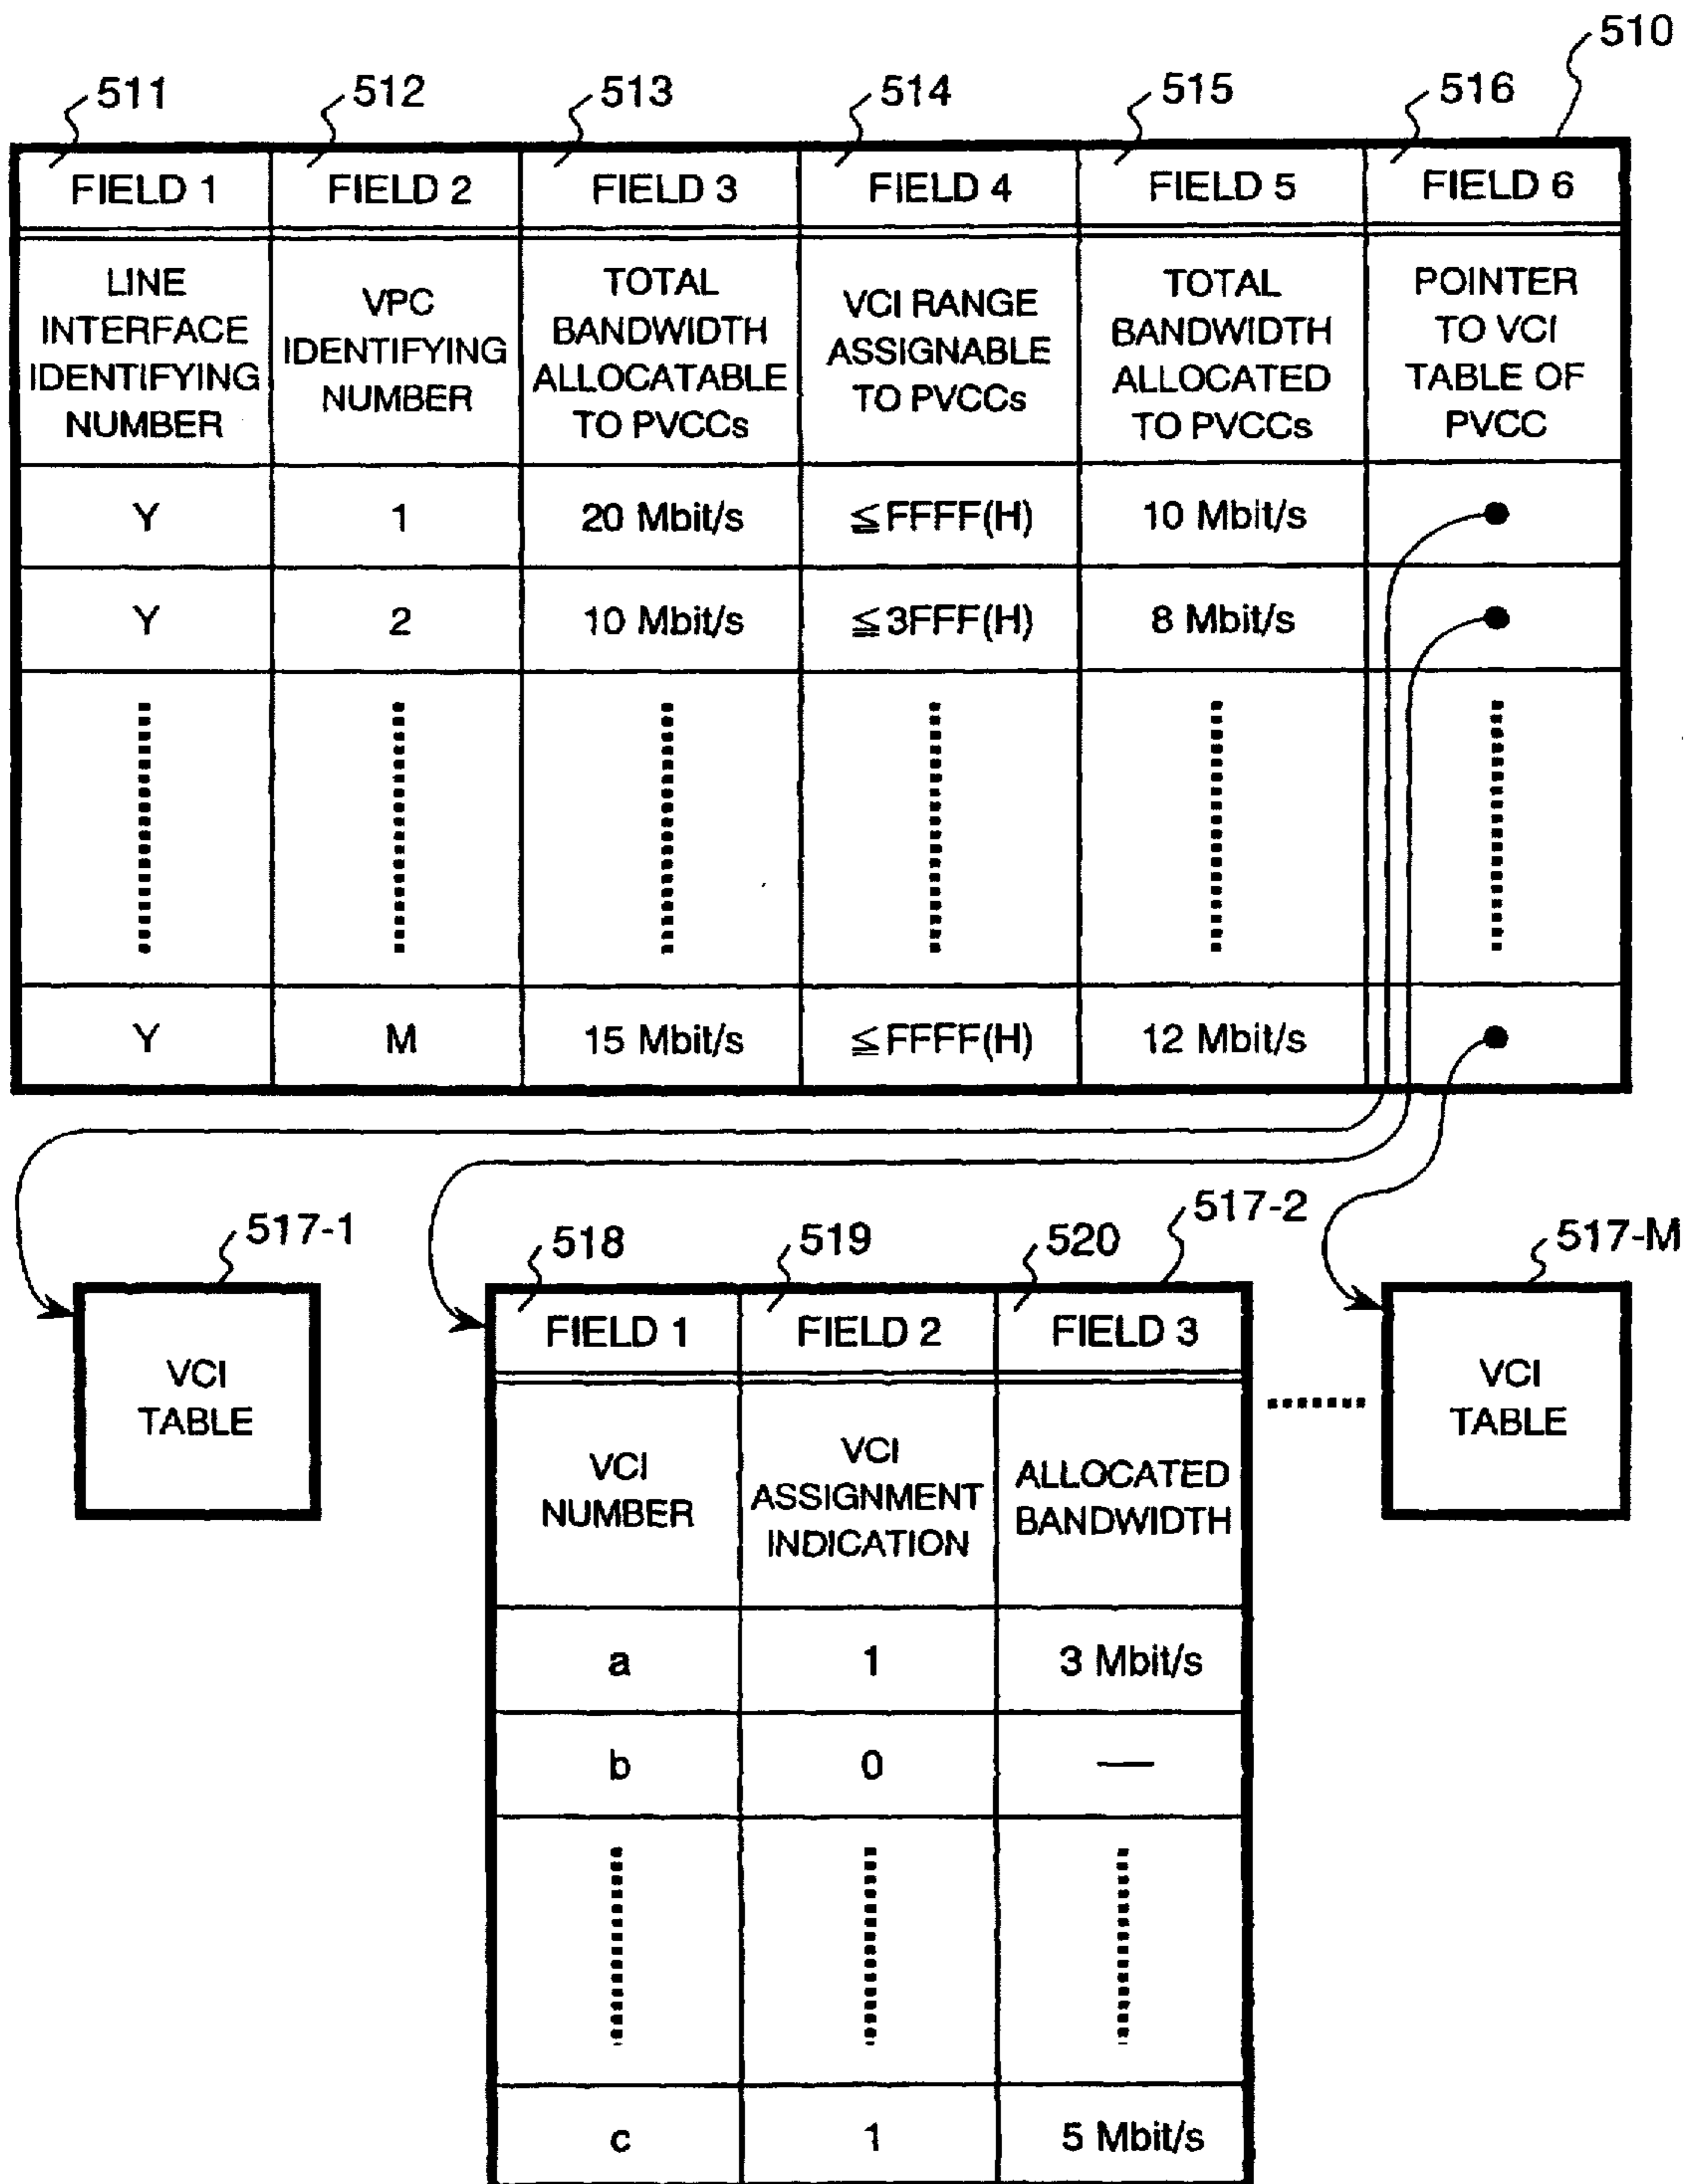 510
511 512 513 514 515 516
FIELD 1 FIELD 2 FIELD 3 FIELD 4 FIELD 5 FIELD 6
LINE INTERFACE IDENTIFYING NUMBER
VPC IDENTIFYING NUMBER
TOTAL BANDWIDTH ALLOCATABLE TO PVCCs
VCI RANGE ASSIGNABLE TO PVCCs
TOTAL BANDWIDTH ALLOCATED TO PVCCs
POINTER TO VCI TABLE OF PVCC
Y 1 20 Mbit/s ≦FFFF(H) 10 Mbit/s
Y 2 10 Mbit/s ≦3FFF(H) 8 Mbit/s
Y M 15 Mbit/s ≦FFFF(H) 12 Mbit/s
517-1
VCI
TABLE
518 519 520 517-2
FIELD 1 FIELD 2 FIELD 3
VCI NUMBER
VCI ASSIGNMENT INDICATION
ALLOCATED BANDWIDTH
a 1 3 Mbit/s
b 0 —
c 1 5 Mbit/s
517-M
VCI
TABLE